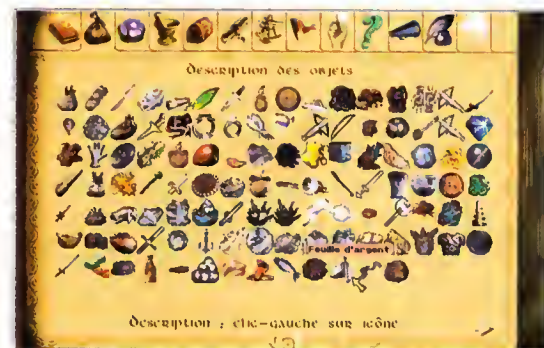 Description des objets
Feuille d'argent
Description : clic-gauche sur icône